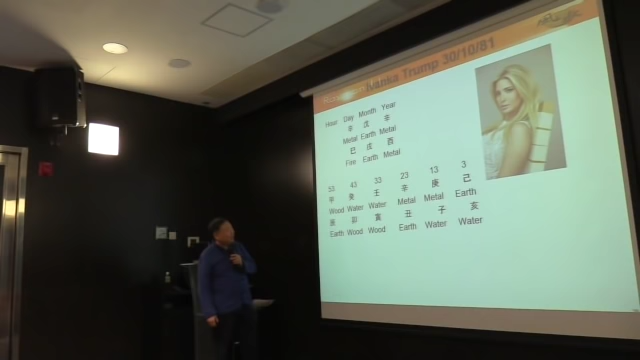 Ivanka Trump 30/10/81
Hour Day Month Year
辛 戊 辛
Metal Earth Metal
巳 戌 酉
Fire Earth Metal
53 43 33 23 13 3
甲 癸 壬 辛 庚 己
Wood Water Water Metal Metal Earth
辰 卯 寅 丑 子 亥
Earth Wood Wood Earth Water Water